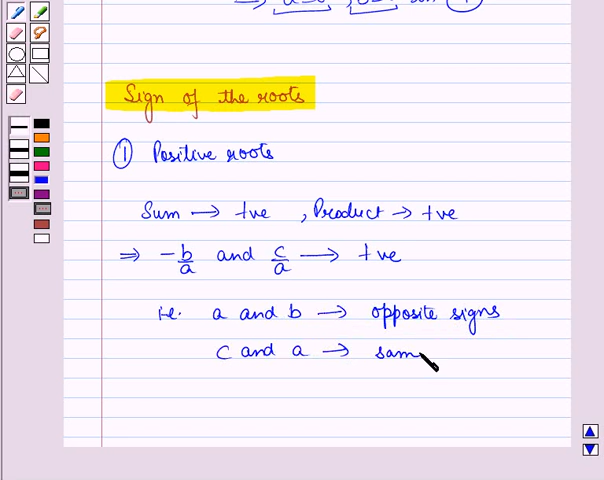 Sign of the roots
① Positive roots
Sum → +ve , Product → +ve
⇒ -b/a and c/a → +ve
i.e. a and b → opposite signs
c and a → sam